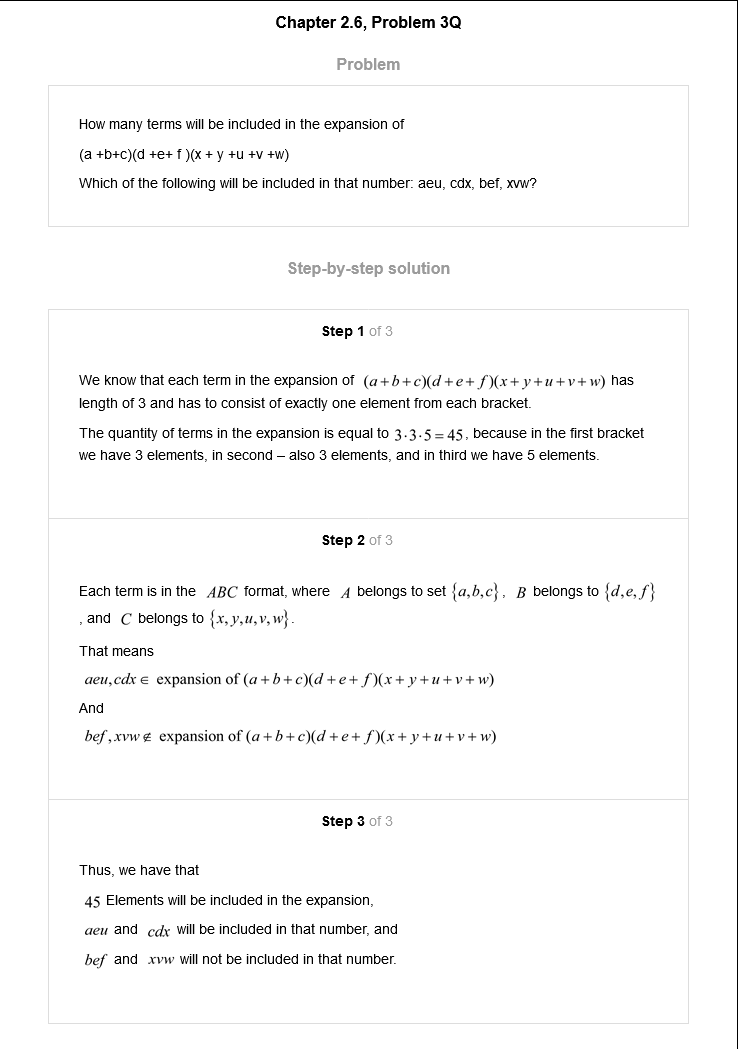 Chapter 2.6, Problem 3Q
Problem
How many terms will be included in the expansion of
(a +b+c)(d +e+ f )(x + y +u +v +w)
Which of the following will be included in that number: aeu, cdx, bef, xvw?
Step-by-step solution
Step 1 of 3
We know that each term in the expansion of (a+b+c)(d+e+f)(x+y+u+v+w) has
length of 3 and has to consist of exactly one element from each bracket.
The quantity of terms in the expansion is equal to 3·3·5=45, because in the first bracket
we have 3 elements, in second – also 3 elements, and in third we have 5 elements.
Step 2 of 3
Each term is in the ABC format, where A belongs to set {a,b,c}, B belongs to {d,e,f}
, and C belongs to {x,y,u,v,w}.
That means
aeu,cdx ∈ expansion of (a+b+c)(d+e+f)(x+y+u+v+w)
And
bef,xvw ∉ expansion of (a+b+c)(d+e+f)(x+y+u+v+w)
Step 3 of 3
Thus, we have that
45 Elements will be included in the expansion,
aeu and cdx will be included in that number, and
bef and xvw will not be included in that number.